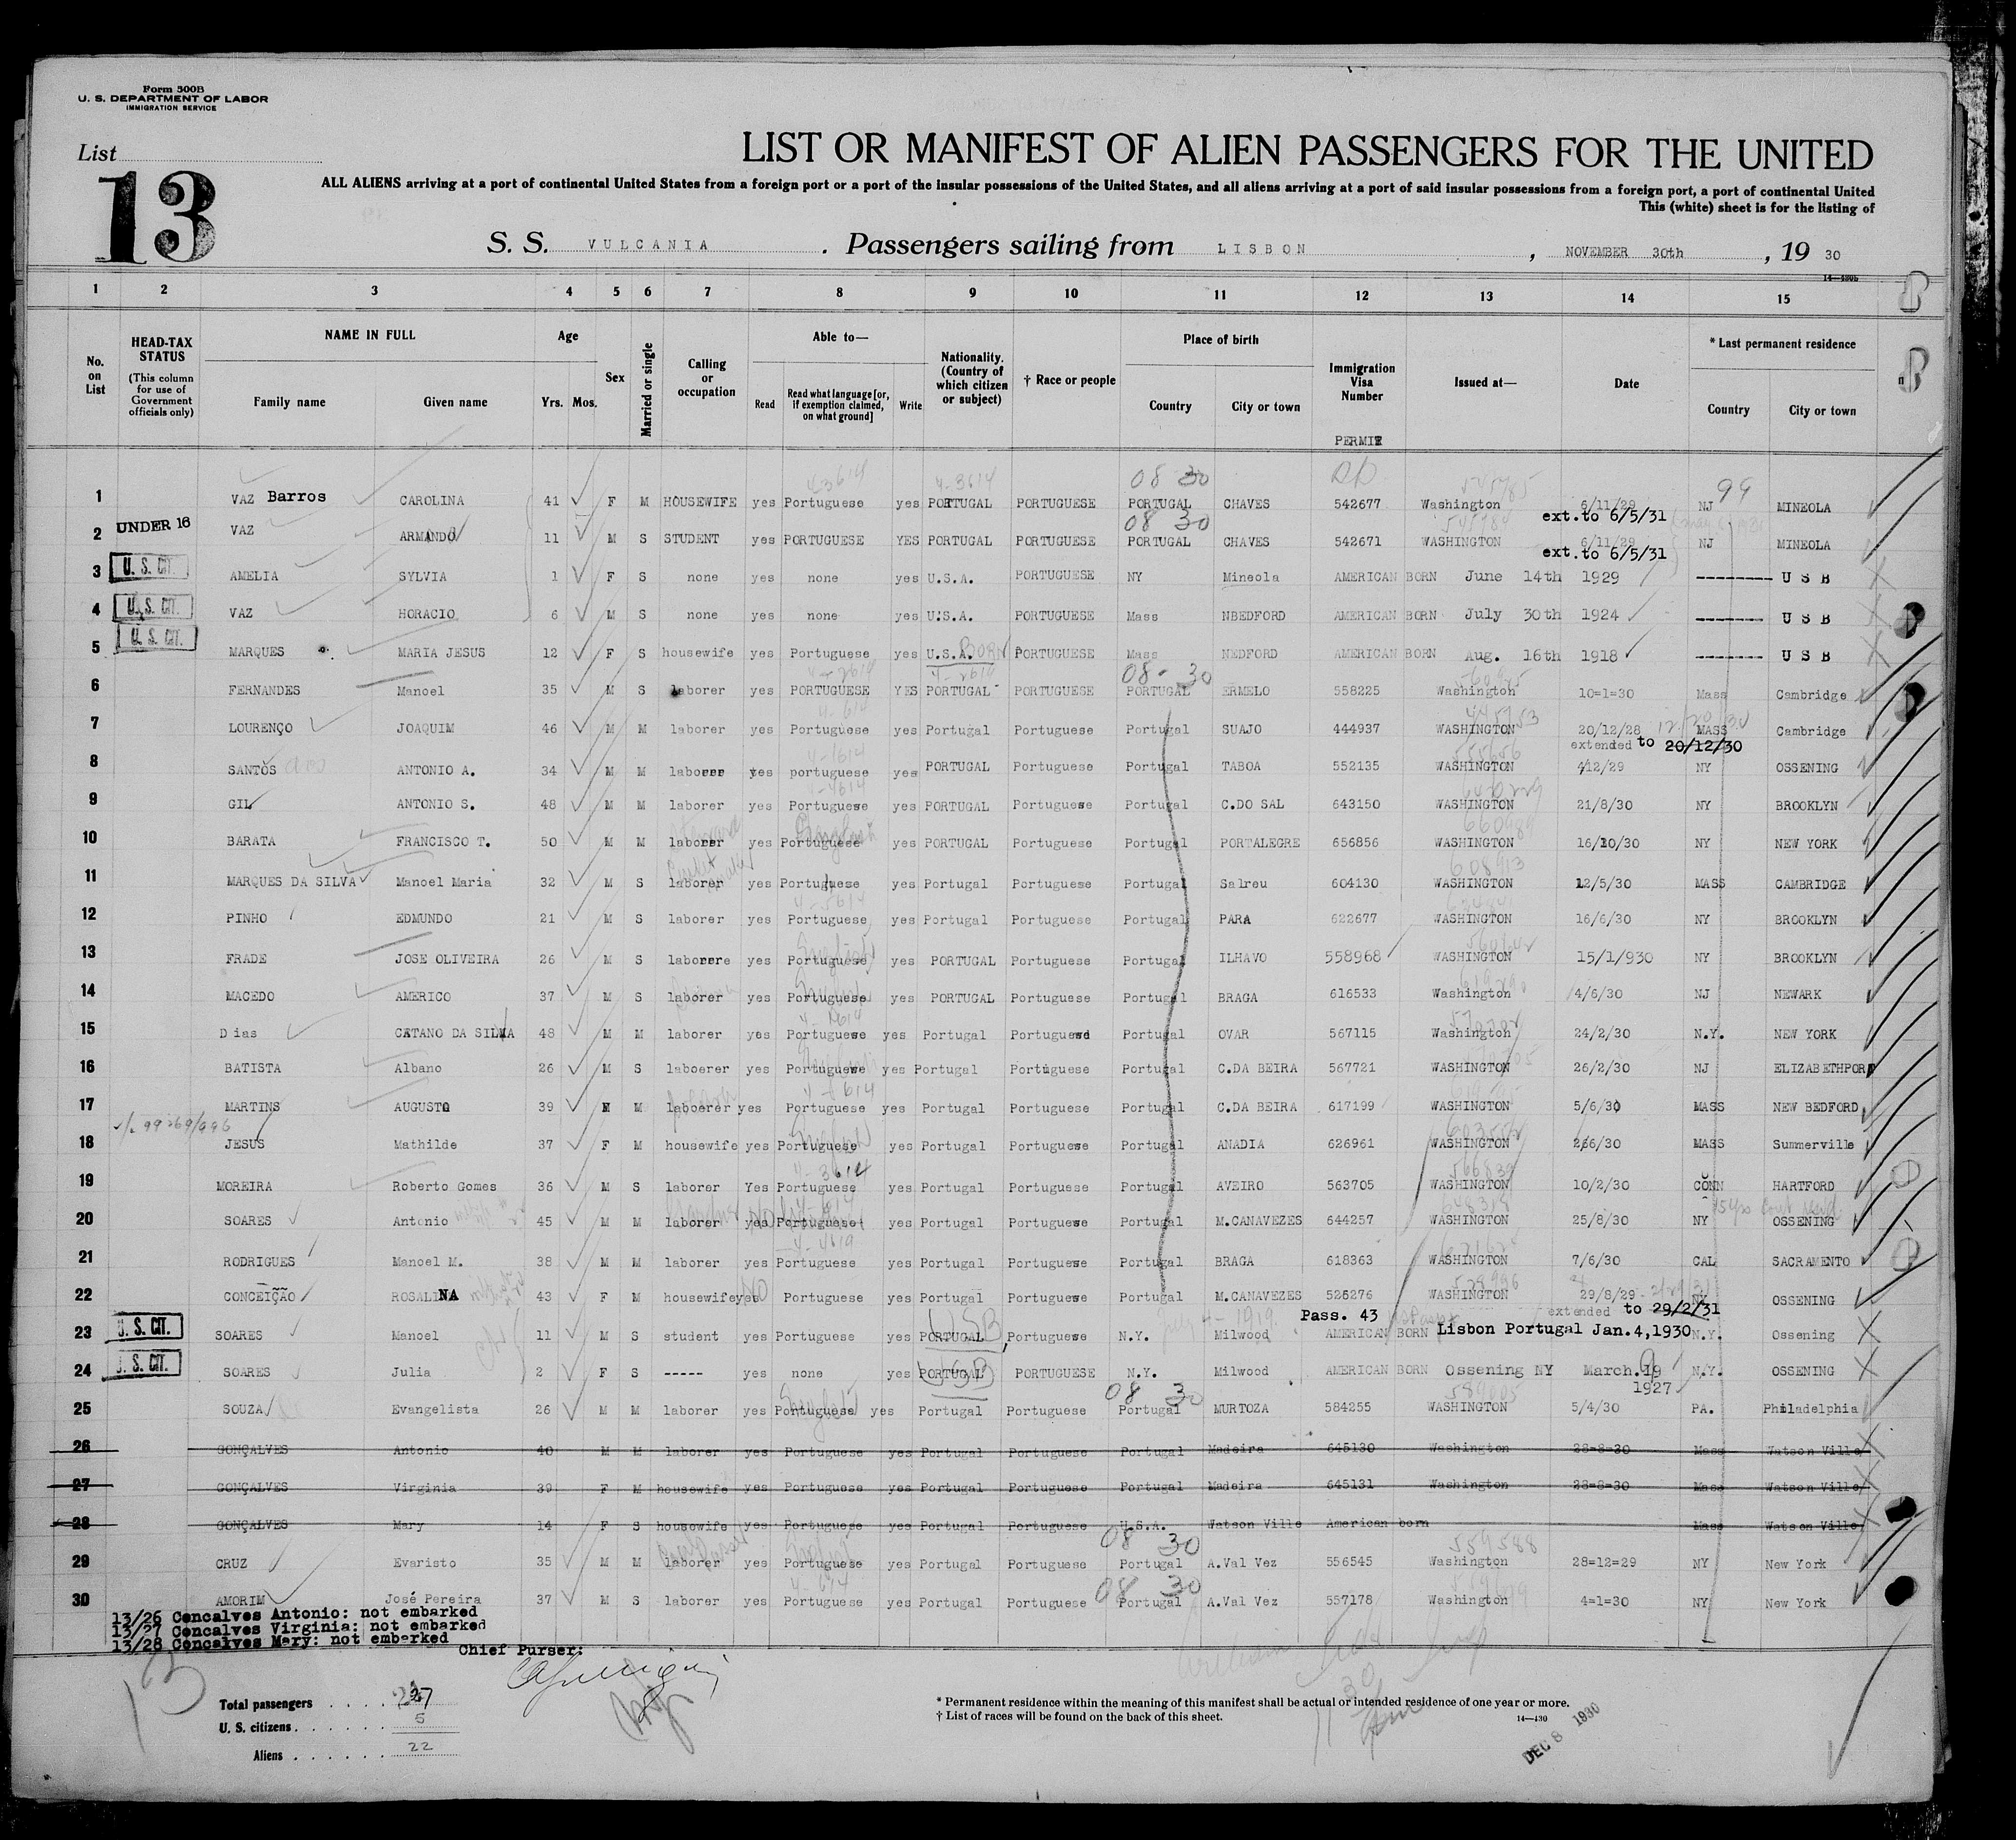 Form 500B
U. S. DEPARTMENT OF LABOR
IMMIGRATION SERVICE
List
13
LIST OR MANIFEST OF ALIEN PASSENGERS FOR THE UNITED
ALL ALIENS arriving at a port of continental United States from a foreign port or a port of the insular possessions of the United States, and all aliens arriving at a port of said insular possessions from a foreign port, a port of continental United
This (white) sheet is for the listing of
S. S. VULCANIA . Passengers sailing from LISBON , NOVEMBER 30th , 19 30
14—430b
1 2 3 4 5 6 7 8 9 10 11 12 13 14 15
No. on List
HEAD-TAX STATUS (This column for use of Government officials only)
NAME IN FULL Family name Given name
Age Yrs. Mos.
Sex
Married or single
Calling or occupation
Able to— Read Read what language [or, if exemption claimed, on what ground] Write
Nationality. (Country of which citizen or subject)
† Race or people
Place of birth Country City or town
Immigration Visa Number
PERMIT
Issued at—
Date
* Last permanent residence Country City or town
08 30 99
1 VAZ Barros CAROLINA 41 F M HOUSEWIFE yes Portuguese yes PORTUGAL PORTUGUESE PORTUGAL CHAVES 542677 Washington 6/11/29 NJ MINEOLA
ext.to 6/5/31
UNDER 16 08 30
2 VAZ ARMANDO 11 M S STUDENT yes PORTUGUESE YES PORTUGAL PORTUGUESE PORTUGAL CHAVES 542671 WASHINGTON 6/11/29 NJ MINEOLA
ext.to 6/5/31
3 U. S. CIT. AMELIA SYLVIA 1 F S none yes none yes U.S.A. PORTUGUESE NY Mineola AMERICAN BORN June 14th 1929 -------- U S B
4 U. S. CIT. VAZ HORACIO 6 M S none yes none yes U.S.A. PORTUGUESE Mass NBEDFORD AMERICAN BORN July 30th 1924 -------- U S B
5 U. S. CIT. MARQUES MARIA JESUS 12 F S housewife yes Portuguese yes U.S.A. BORN PORTUGUESE Mass NEDFORD AMERICAN BORN Aug. 16th 1918 -------- U S B
08 - 30
6 FERNANDES Manoel 35 M S laborer yes PORTUGUESE YES PORTUGAL PORTUGUESE PORTUGAL ERMELO 558225 Washington 10=1=30 Mass Cambridge
7 LOURENÇO JOAQUIM 46 M M laborer yes Portuguese yes Portugal Portuguese Portugal SUAJO 444937 WASHINGTON 20/12/28 MASS Cambridge
extended to 20/12/30
8 SANTOS ANTONIO A. 34 M M laborer yes portuguese yes PORTUGAL Portuguese Portugal TABOA 552135 WASHINGTON 4/12/29 NY OSSENING
9 GIL ANTONIO S. 48 M M laborer yes Portuguese yes PORTUGAL Portuguese Portugal C.DO SAL 643150 WASHINGTON 21/8/30 NY BROOKLYN
10 BARATA FRANCISCO T. 50 M M laborer yes Portuguese yes PORTUGAL Portuguese Portugal PORTALEGRE 656856 WASHINGTON 16/10/30 NY NEW YORK
11 MARQUES DA SILVA Manoel Maria 32 M S laborer yes Portuguese yes Portugal Portuguese Portugal Salreu 604130 WASHINGTON 12/5/30 MASS CAMBRIDGE
12 PINHO EDMUNDO 21 M S laborer yes Portuguese yes Portugal Portuguese Portugal PARA 622677 WASHINGTON 16/6/30 NY BROOKLYN
13 FRADE JOSE OLIVEIRA 26 M S laborere yes Portuguese yes PORTUGAL Portuguese Portugal ILHAVO 558968 WASHINGTON 15/1/930 NY BROOKLYN
14 MACEDO AMERICO 37 M S laborer yes Portuguese yes PORTUGAL Portuguese Portugal BRAGA 616533 Washington 4/6/30 NJ NEWARK
15 Dias CETANO DA SILVA 48 M M laborer yes Portuguese yes Portugal Portuguese Portugal OVAR 567115 Washington 24/2/30 N.Y. NEW YORK
16 BATISTA Albano 26 M S laboerer yes Portuguese yes Portugal Portuguese Portugal C.DA BEIRA 567721 WASHINGTON 26/2/30 NJ ELIZABETHPORT
17 MARTINS AUGUSTO 39 M M laboerer yes Portuguese yes Portugal Portuguese Portugal C.DA BEIRA 617199 WASHINGTON 5/6/30 MASS NEW BEDFORD
18 JESUS Mathilde 37 F M housewife yes Portuguese yes Portugal Portuguese Portugal ANADIA 626961 WASHINGTON 26/6/30 MASS Summerville
19 MOREIRA Roberto Gomes 36 M S laborer Yes Portuguese yes Portugal Portuguese Portugal AVEIRO 563705 WASHINGTON 10/2/30 CONN HARTFORD
20 SOARES Antonio 45 M M laborer yes Portuguese yes Portugal Portuguese Portugal M.CANAVEZES 644257 WASHINGTON 25/8/30 NY OSSENING
21 RODRIGUES Manoel M. 38 M M laborer yes Portuguese yes Portugal Portuguese Portugal BRAGA 618363 WASHINGTON 7/6/30 CAL SACRAMENTO
22 CONCEIÇÃO ROSALINA 43 F M housewife yes NO Portuguese yes Portugal Portuguese Portugal M.CANAVEZES 526276 WASHINGTON 29/8/29 NY OSSENING
Pass. 43 extended to 29/2/31
23 U. S. CIT. SOARES Manoel 11 M S student yes Portuguese yes PORTUGAL USB Portuguese N.Y. Milwood AMERICAN BORN Lisbon Portugal Jan.4,1930 N.Y. Ossening
24 U. S. CIT. SOARES Julia 2 F S ----- yes none yes PORTUGAL USB PORTUGUESE N.Y. Milwood AMERICAN BORN Ossening NY March.19 N.Y. OSSENING
1927
08 30
25 SOUZA Evangelista 26 M M laborer yes Portuguese yes Portugal Portuguese Portugal MURTOZA 584255 WASHINGTON 5/4/30 PA. Philadelphia
26 GONÇALVES Antonio 40 M M laborer yes Portuguese yes Portugal Portuguese Portugal Madeira 645130 Washington 28=8=30 Mass Watson Ville
27 GONÇALVES Virginia 39 F M housewife yes Portuguese yes Portugal Portuguese Portugal Madeira 645131 Washington 28=8=30 Mass Watson Ville
28 GONÇALVES Mary 14 F S housewife yes Portuguese yes Portugal Portuguese U.S.A. Watson Ville American born Mass Watson Ville
08 30
29 CRUZ Evaristo 35 M M laborer yes Portuguese yes Portugal Portuguese Portugal A.Val Vez 556545 Washington 28=12=29 NY New York
08 30
30 AMORIM José Pereira 37 M S laborer yes Portuguese yes Portugal Portuguese Portugal A.Val Vez 557178 Washington 4=1=30 NY New York
13/26 Goncalves Antonio: not embarked
13/27 Goncalves Virginia: not embarked
13/28 Goncalves Mary: not embarked
Chief Purser:
13
Total passengers . . . . 27
U. S. citizens . . . . . . 5
Aliens . . . . . . 22
* Permanent residence within the meaning of this manifest shall be actual or intended residence of one year or more.
† List of races will be found on the back of this sheet.
14—430
DEC 8 1930